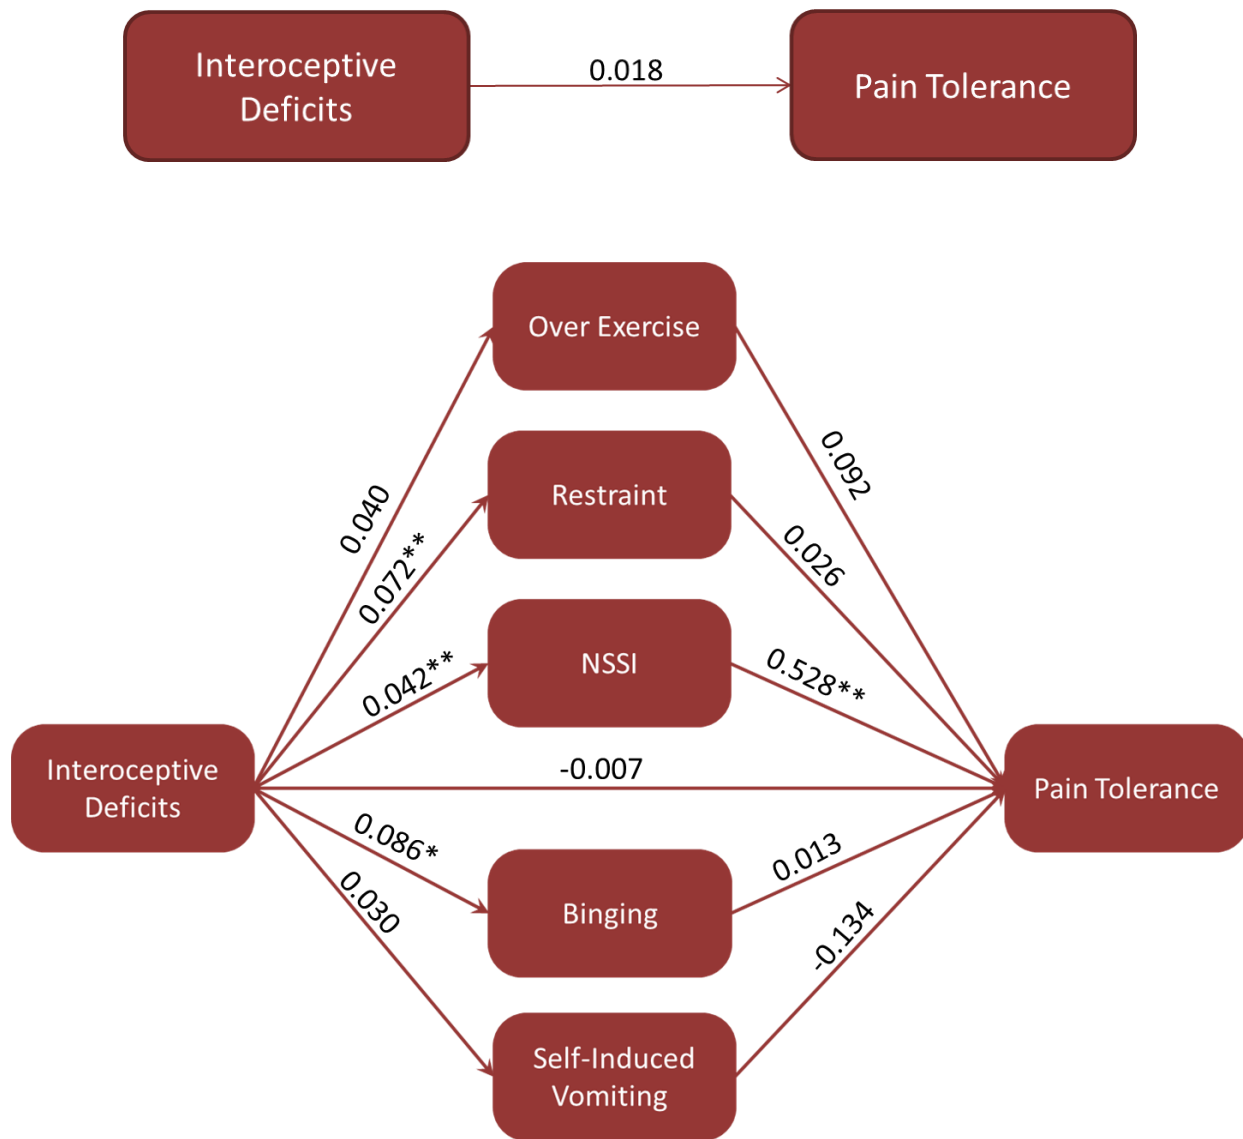 Interoceptive
Deficits
0.018
Pain Tolerance
Over Exercise
0.040
0.092
Restraint
0.072**
0.026
NSSI
0.042**
0.528**
Interoceptive
Deficits
-0.007
Pain Tolerance
0.086*
0.013
Binging
0.030
-0.134
Self-Induced
Vomiting